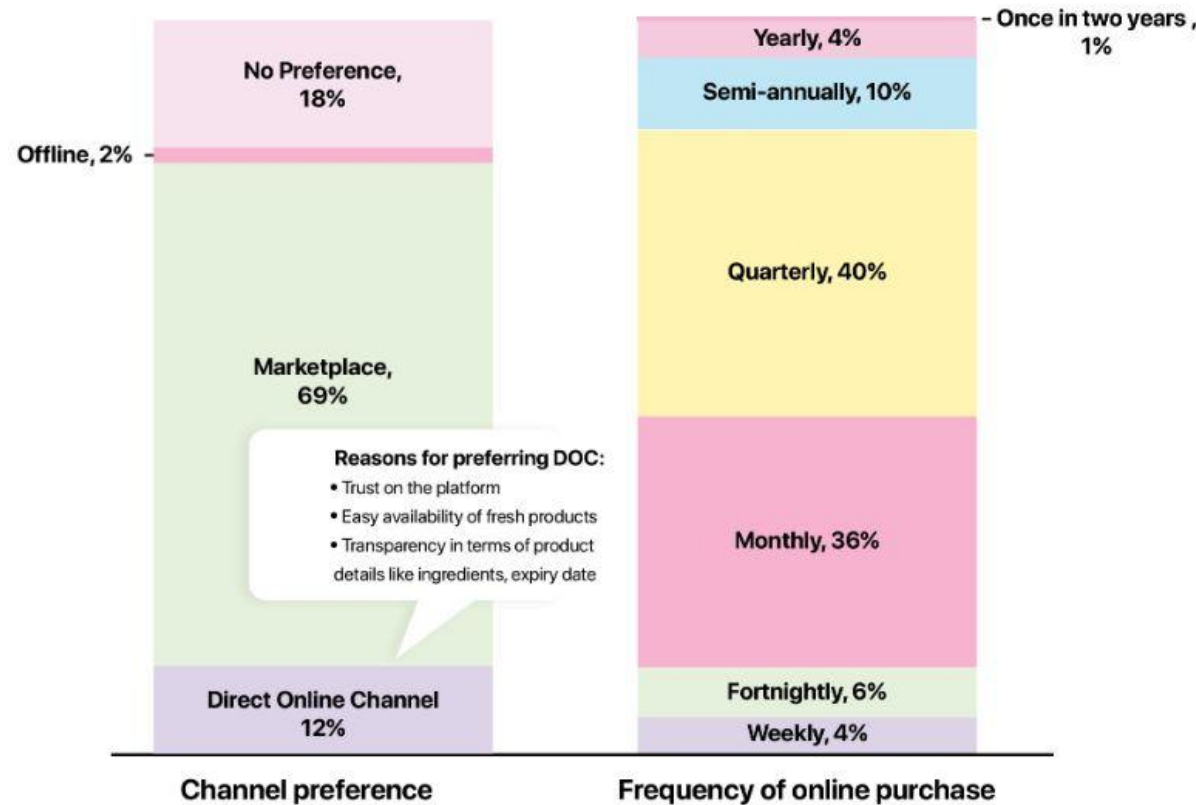 No Preference,
18%
Offline, 2%
Marketplace,
69%
Reasons for preferring DOC:
• Trust on the platform
• Easy availability of fresh products
• Transparency in terms of product
details like ingredients, expiry date
Direct Online Channel
12%
Channel preference
Once in two years ,
1%
Yearly, 4%
Semi-annually, 10%
Quarterly, 40%
Monthly, 36%
Fortnightly, 6%
Weekly, 4%
Frequency of online purchase